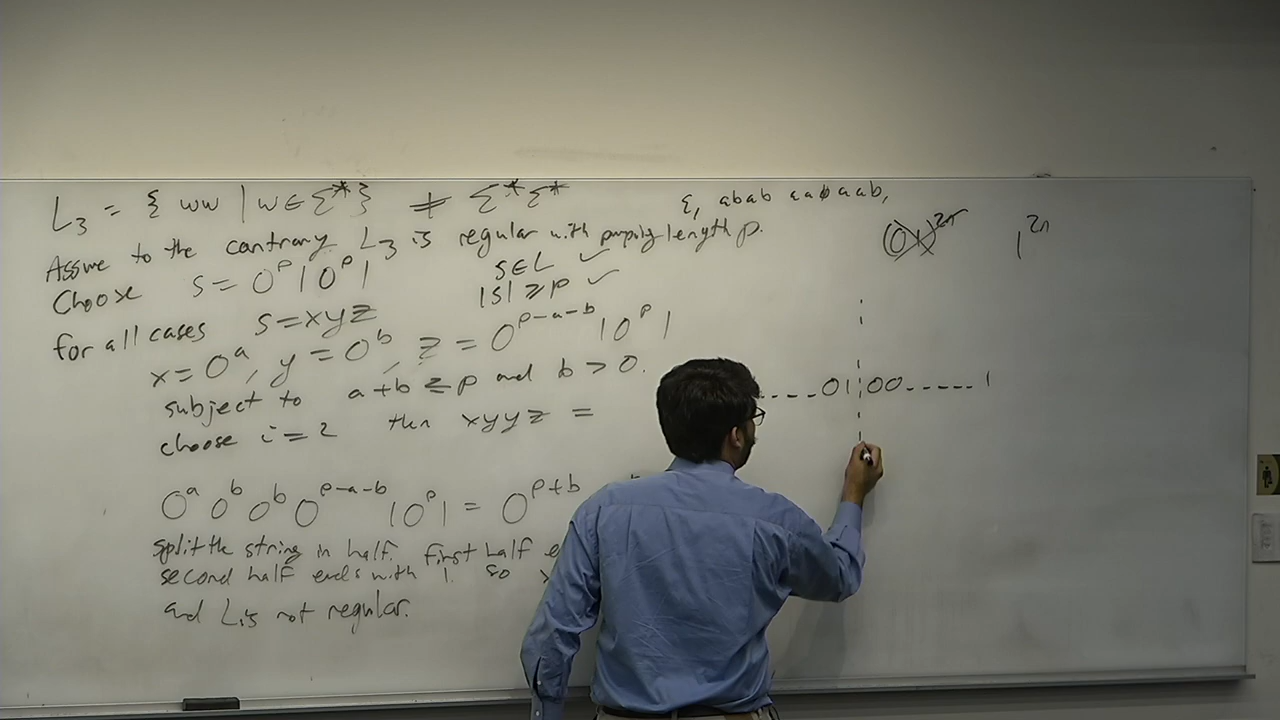 L₃ = { ww | w ∈ Σ* } ≠ Σ*Σ*
ε, abab aabaab,
Assume to the contrary L₃ is regular with pumping length p.
Choose s = 0^p 1 0^p 1
s ∈ L ✓
|s| ≥ p ✓
for all cases s = xyz
x = 0^a, y = 0^b, z = 0^{p-a-b} 1 0^p 1
subject to a+b ≤ p and b > 0.
choose i = 2 then xyyz =
0^a 0^b 0^b 0^{p-a-b} 1 0^p 1 = 0^{p+b}
split the string in half. first half e
second half ends with 1. so
and L is not regular.
(01)^{2n} 1^{2n}
----01¦00-----1